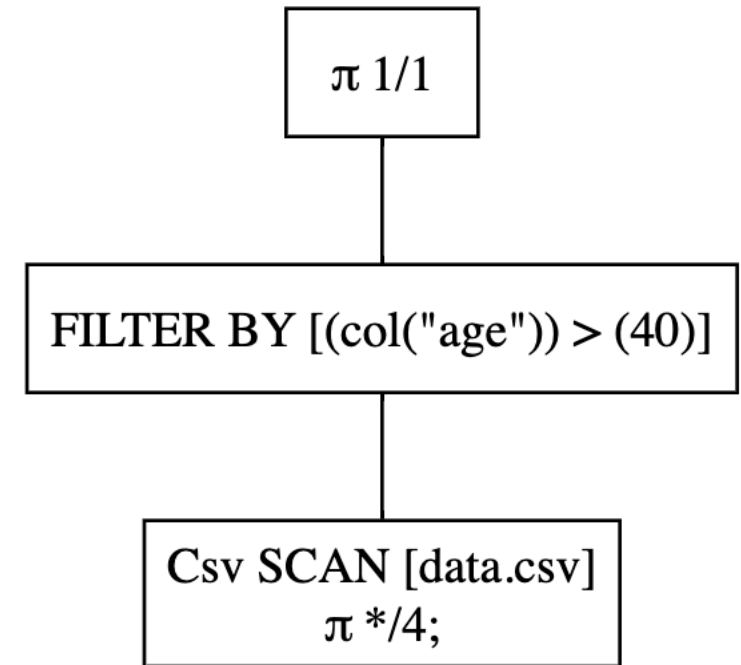 π 1/1
FILTER BY [(col("age")) > (40)]
Csv SCAN [data.csv]
π */4;